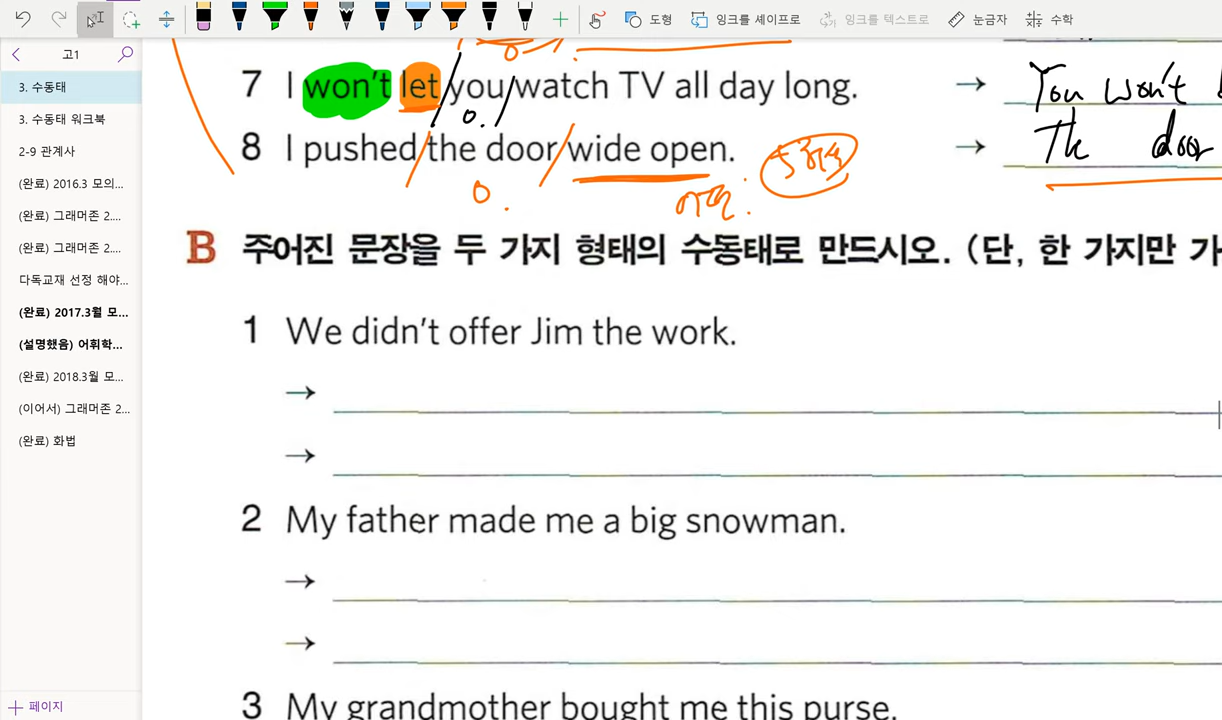 도형 잉크를 셰이프로 잉크를 텍스트로 눈금자 수학
고1
3. 수동태
3. 수동태 워크북
2-9 관계사
(완료) 2016.3 모의...
(완료) 그래머존 2....
(완료) 그래머존 2....
다독교재 선정 해야...
(완료) 2017.3월 모...
(설명했음) 어휘학...
(완료) 2018.3월 모...
(이어서) 그래머존 2...
(완료) 화법
페이지
7 I won't let you watch TV all day long. → You won't
O.
8 I pushed the door wide open. → The door
5형식
O.
B 주어진 문장을 두 가지 형태의 수동태로 만드시오. (단, 한 가지만 가
1 We didn't offer Jim the work.
→
→
2 My father made me a big snowman.
→
→
3 My grandmother bought me this purse.